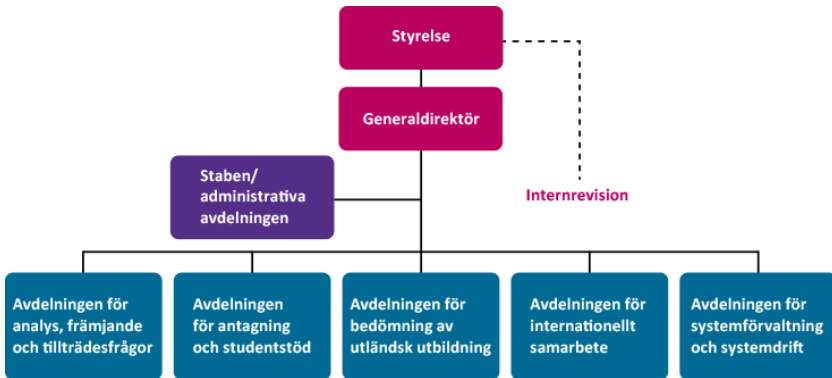 Styrelse
Generaldirektör
Staben/
administrativa
avdelningen
Internrevision
Avdelningen för
analys, främjande
och tillträdesfrågor
Avdelningen
för antagning
och studentstöd
Avdelningen för
bedömning av
utländsk utbildning
Avdelningen för
internationellt
samarbete
Avdelningen för
systemförvaltning
och systemdrift